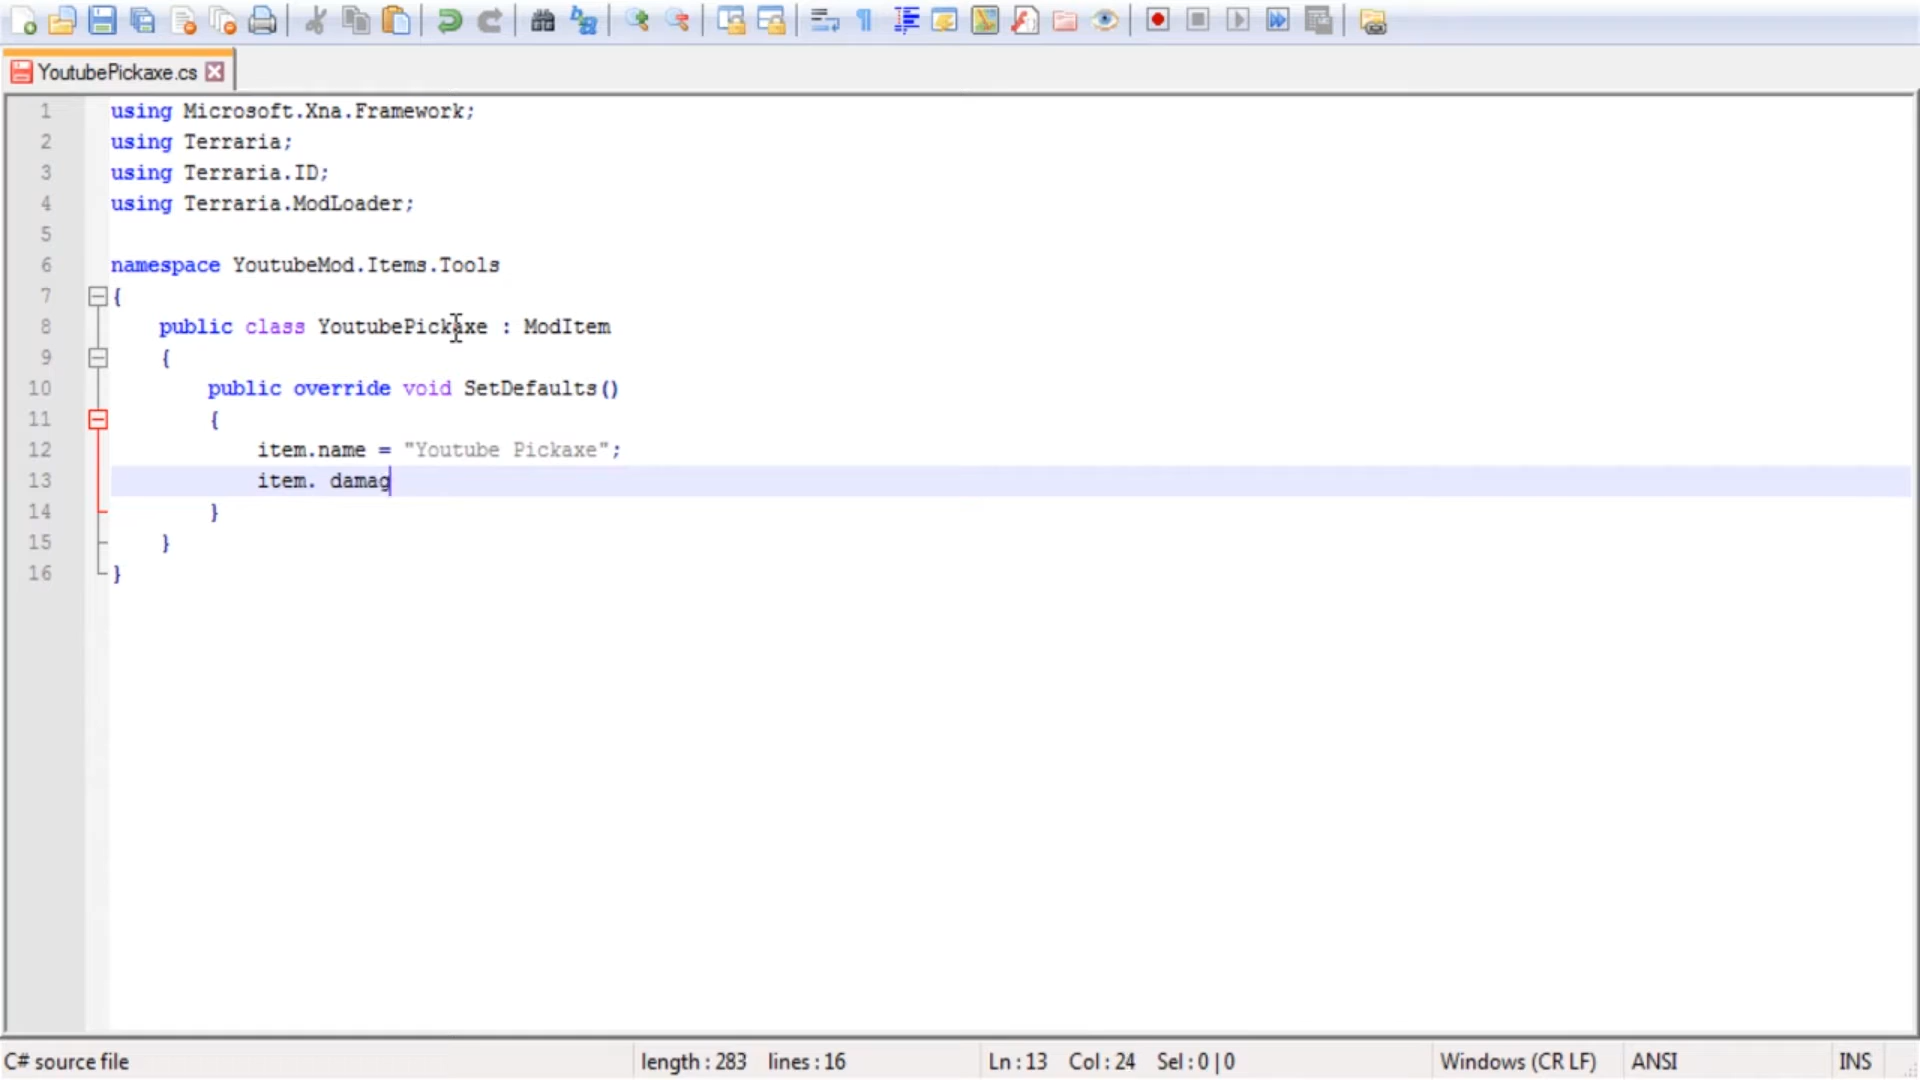 YoutubePickaxe.cs
1 using Microsoft.Xna.Framework;
2 using Terraria;
3 using Terraria.ID;
4 using Terraria.ModLoader;
5
6 namespace YoutubeMod.Items.Tools
7 {
8 public class YoutubePickaxe : ModItem
9 {
10 public override void SetDefaults()
11 {
12 item.name = "Youtube Pickaxe";
13 item. damag
14 }
15 }
16 }
C# source file length : 283 lines : 16 Ln : 13 Col : 24 Sel : 0 | 0 Windows (CR LF) ANSI INS